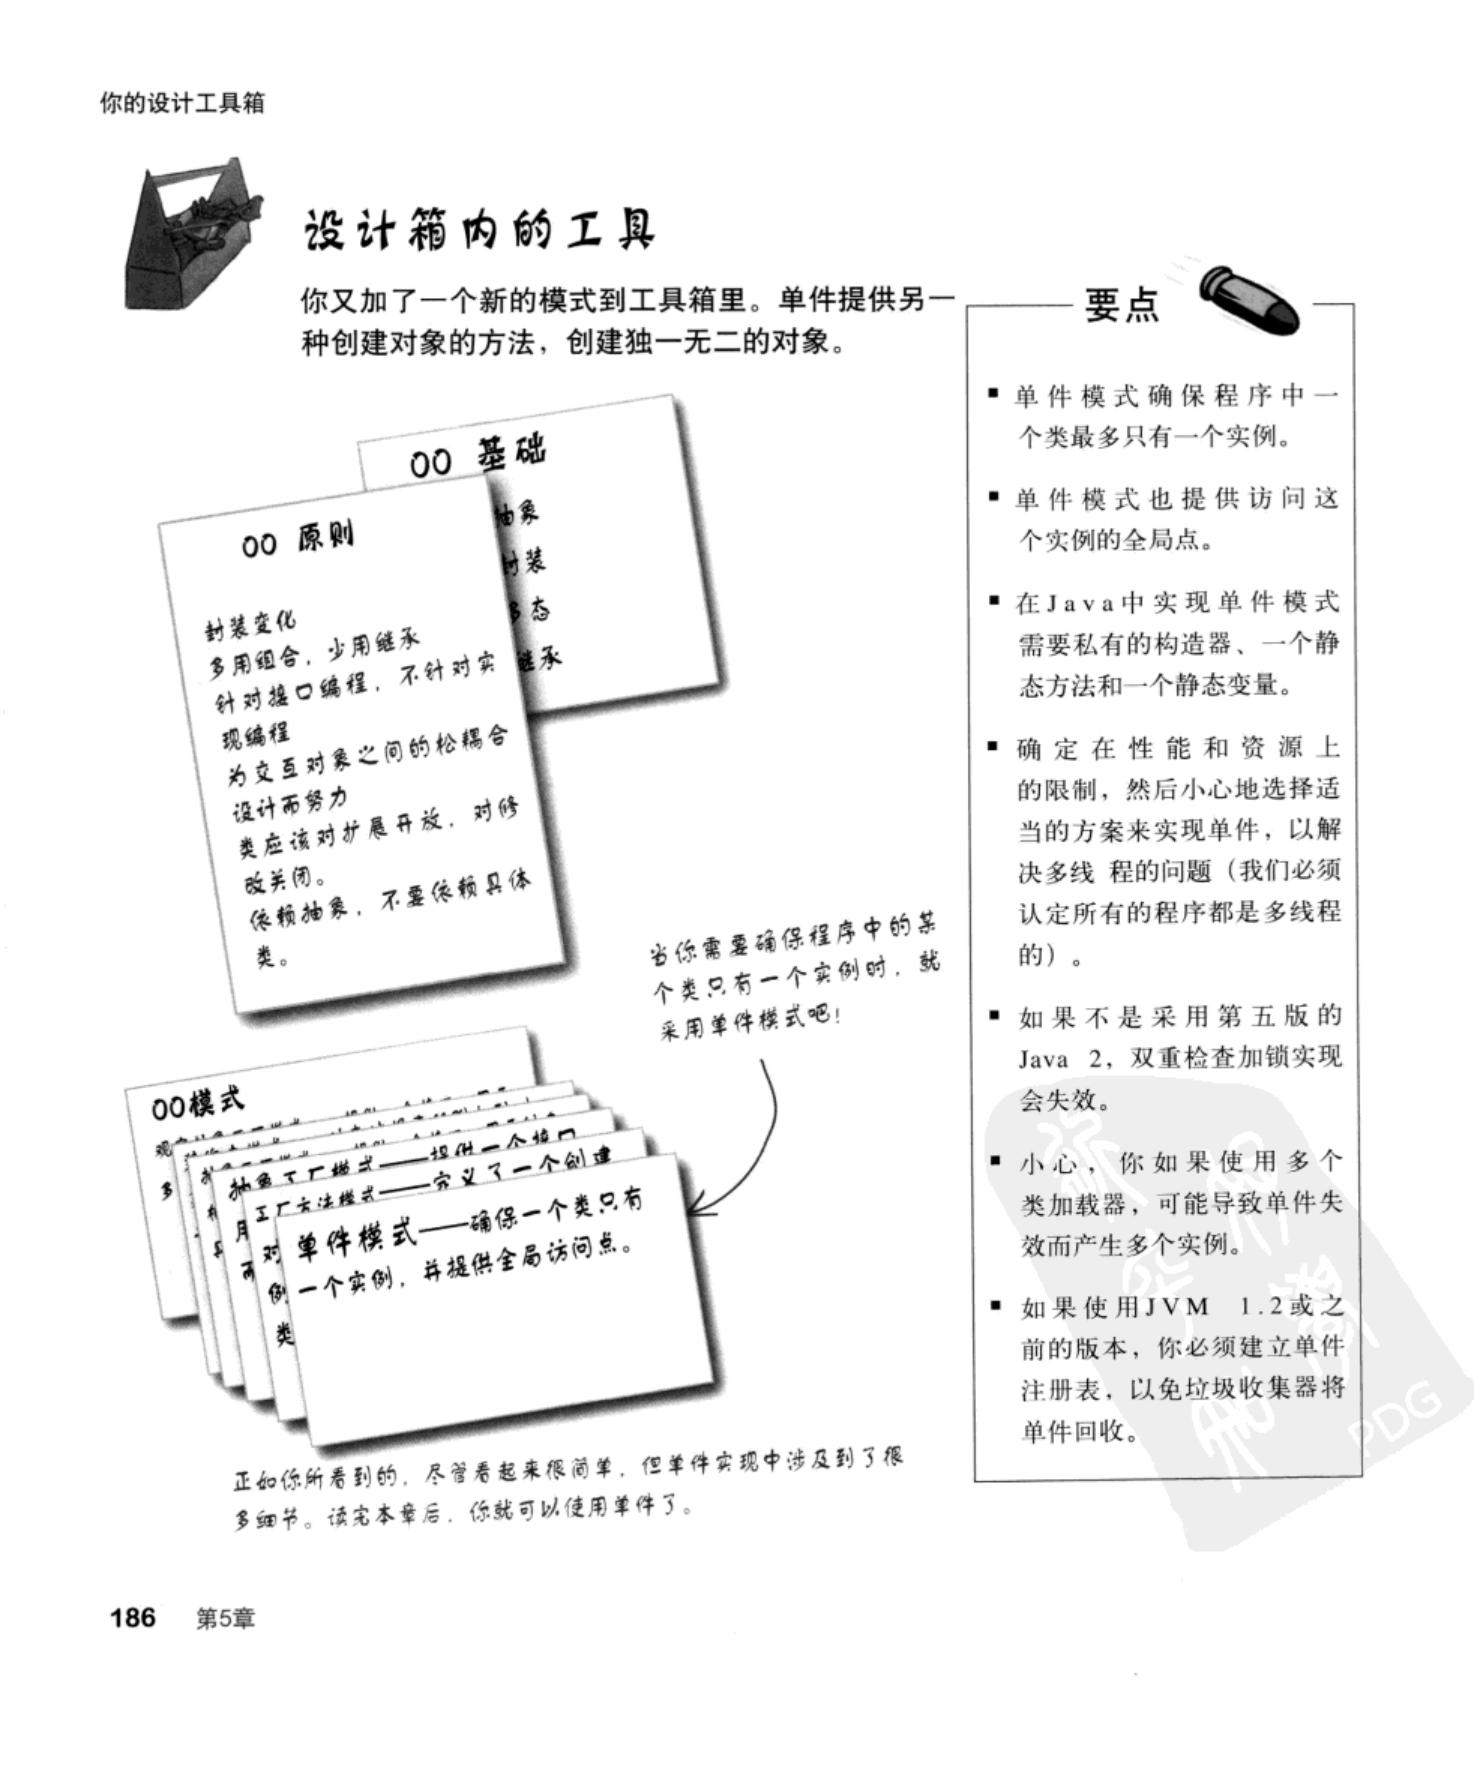 你的设计工具箱
设计箱内的工具
你又加了一个新的模式到工具箱里。单件提供另一
种创建对象的方法，创建独一无二的对象。
OO 基础
抽象
封装
多态
继承
OO 原则
封装变化
多用组合，少用继承
针对接口编程，不针对实
现编程
为交互对象之间的松耦合
设计而努力
类应该对扩展开放，对修
改关闭。
依赖抽象，不要依赖具体
类。
当你需要确保程序中的某
个类只有一个实例时，就
采用单件模式吧！
OO模式
抽象工厂模式——提供一个接口
工厂方法模式——定义了一个创建
单件模式——确保一个类只有
一个实例，并提供全局访问点。
正如你所看到的，尽管看起来很简单，但单件实现中涉及到了很
多细节。读完本章后，你就可以使用单件了。
要点
▪ 单件模式确保程序中一
个类最多只有一个实例。
▪ 单件模式也提供访问这
个实例的全局点。
▪ 在Java中实现单件模式
需要私有的构造器、一个静
态方法和一个静态变量。
▪ 确定在性能和资源上
的限制，然后小心地选择适
当的方案来实现单件，以解
决多线 程的问题（我们必须
认定所有的程序都是多线程
的）。
▪ 如果不是采用第五版的
Java 2，双重检查加锁实现
会失效。
▪ 小心，你如果使用多个
类加载器，可能导致单件失
效而产生多个实例。
▪ 如果使用JVM 1.2或之
前的版本，你必须建立单件
注册表，以免垃圾收集器将
单件回收。
PDG
186 第5章